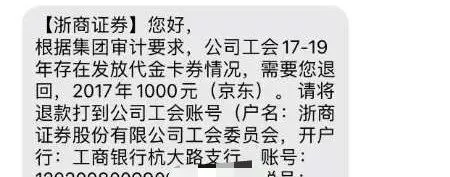 【浙商证券】您好，
根据集团审计要求，公司工会17-19
年存在发放代金卡券情况，需要您退
回，2017年1000元（京东）。请将
退款打到公司工会账号（户名：浙商
证券股份有限公司工会委员会，开户
行：工商银行杭大路支行，账号：